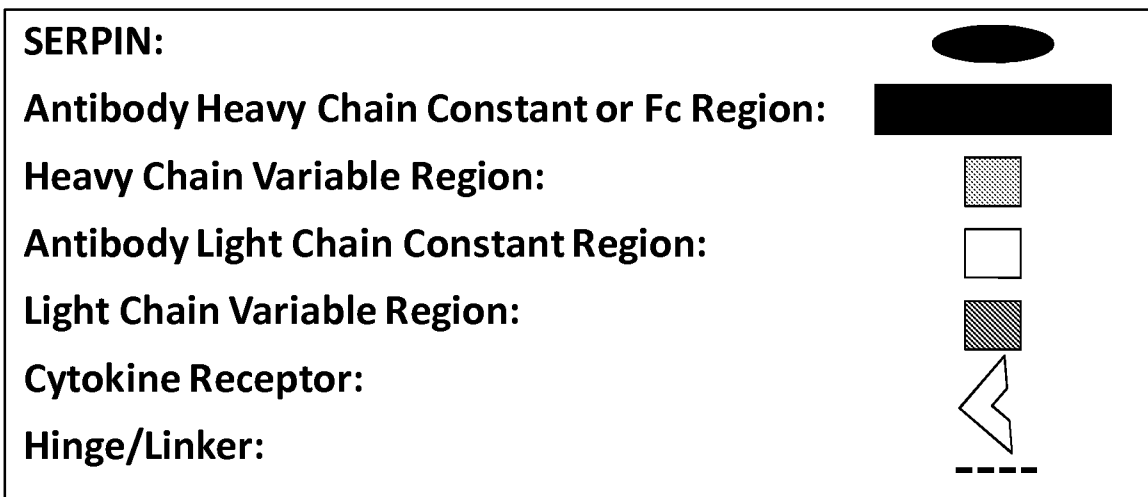 SERPIN:
Antibody Heavy Chain Constant or Fc Region:
Heavy Chain Variable Region:
Antibody Light Chain Constant Region:
Light Chain Variable Region:
Cytokine Receptor:
Hinge/Linker: